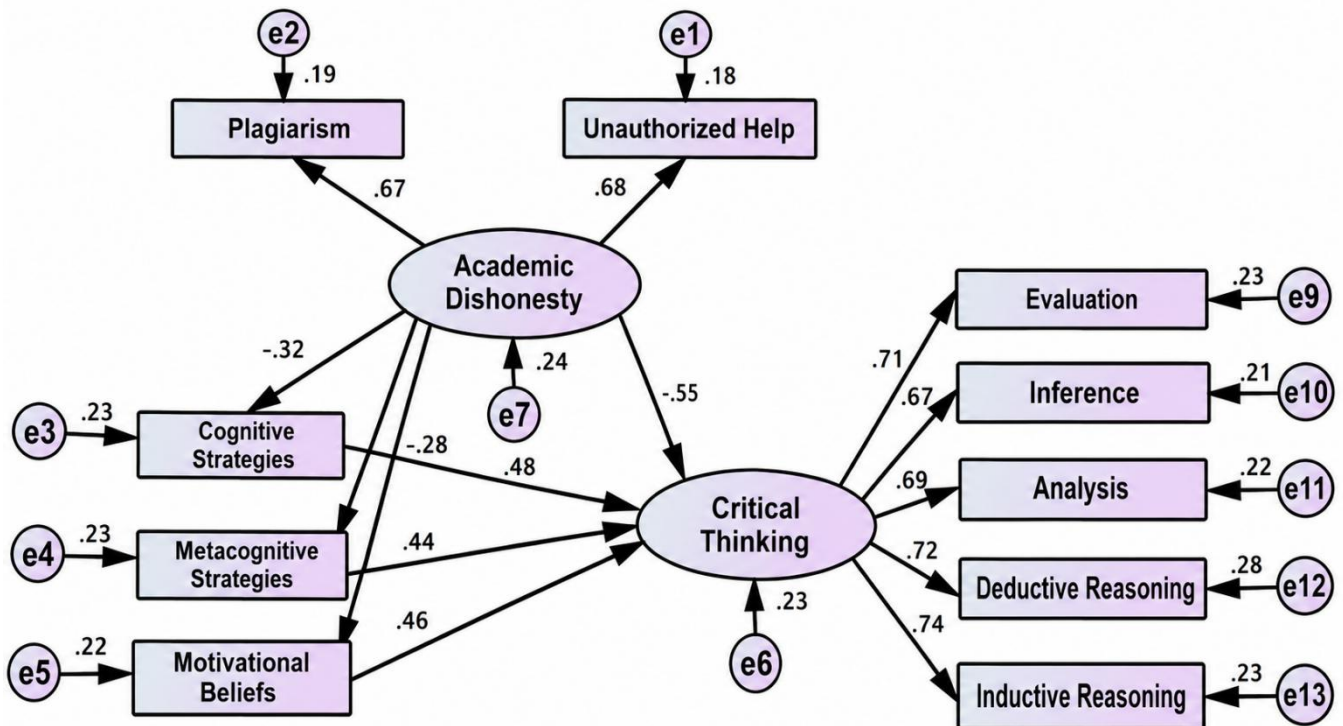 e2
e1
.19
.18
Plagiarism
Unauthorized Help
.67
.68
Academic
Dishonesty
Evaluation
.23
e9
-.32
.24
-.55
.71
e7
Inference
.21
e10
.67
e3
.23
Cognitive
Strategies
-.28
.48
Analysis
.22
e11
.69
Critical
Thinking
e4
.23
Metacognitive
Strategies
.44
.72
Deductive Reasoning
.28
e12
.46
.23
.74
e5
.22
Motivational
Beliefs
e6
Inductive Reasoning
.23
e13